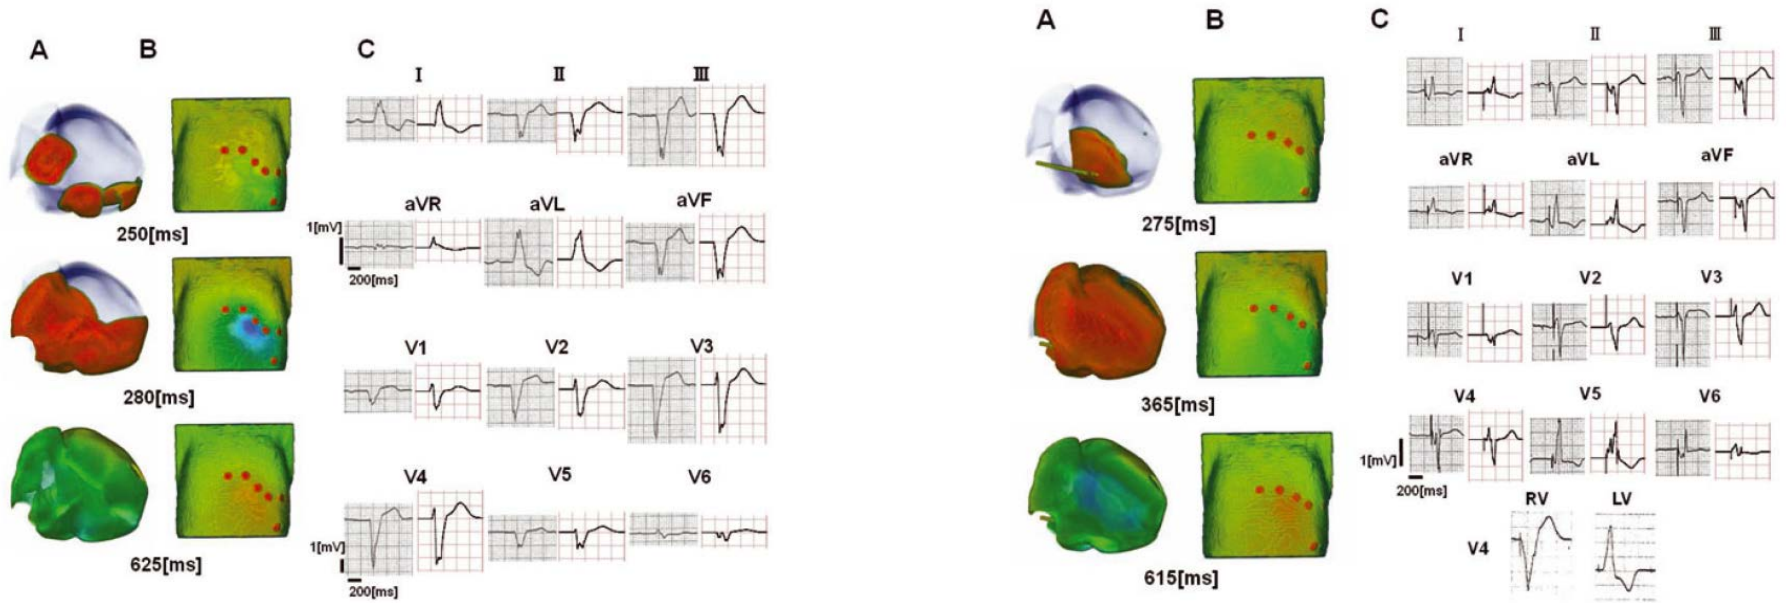 A B C
I II III
250[ms]
aVR aVL aVF
1[mV]
200[ms]
280[ms]
V1 V2 V3
V4 V5 V6
1[mV]
625[ms]
200[ms]
A B C
I II III
275[ms]
aVR aVL aVF
V1 V2 V3
365[ms]
V4 V5 V6
1[mV]
200[ms]
RV LV
V4
615[ms]